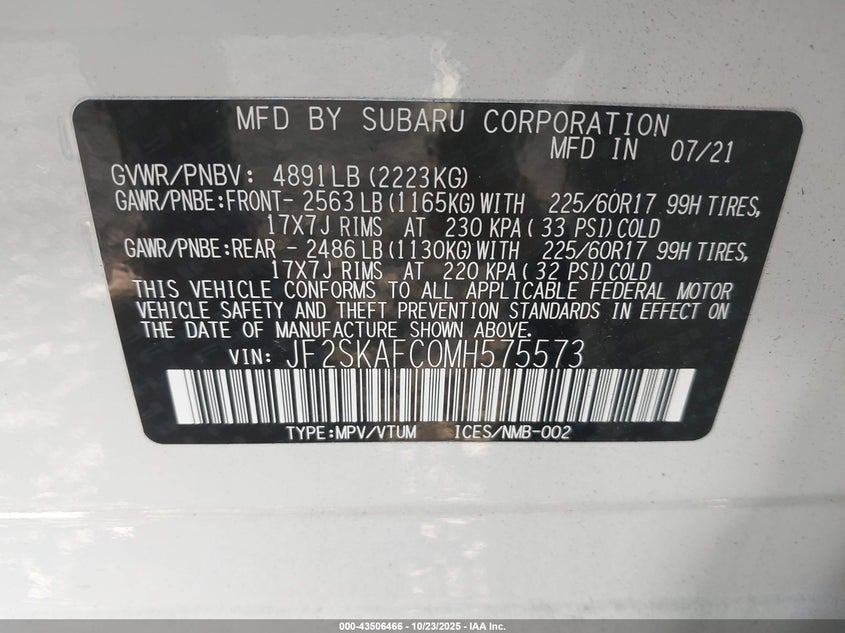 MFD BY SUBARU CORPORATION
MFD IN 07/21
GVWR/PNBV: 4891LB(2223KG)
GAWR/PNBE:FRONT- 2563LB(1165KG)WITH 225/60R17 99H TIRES,
17X7J RIMS AT 230 KPA( 33 PSI)COLD
GAWR/PNBE:REAR - 2486LB(1130KG)WITH 225/60R17 99H TIRES,
17X7J RIMS AT 220 KPA( 32 PSI)COLD
THIS VEHICLE CONFORMS TO ALL APPLICABLE FEDERAL MOTOR
VEHICLE SAFETY AND THEFT PREVENTION STANDARDS IN EFFECT ON
THE DATE OF MANUFACTURE SHOWN ABOVE.
VIN: JF2SKAFC0MH575573
TYPE:MPV/VTUM ICES/NMB-002
000-43506466 - 10/23/2025 - IAA Inc.